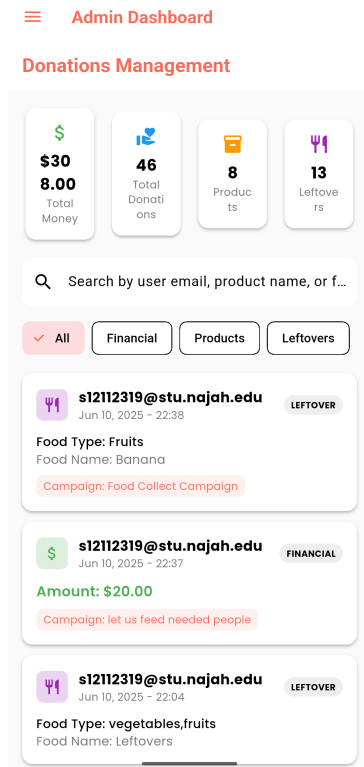 Admin Dashboard
Donations Management
$30
8.00
Total
Money
46
Total
Donati
ons
8
Produc
ts
13
Leftove
rs
Search by user email, product name, or f...
All
Financial
Products
Leftovers
s12112319@stu.najah.edu
LEFTOVER
Jun 10, 2025 - 22:38
Food Type: Fruits
Food Name: Banana
Campaign: Food Collect Campaign
s12112319@stu.najah.edu
FINANCIAL
Jun 10, 2025 - 22:37
Amount: $20.00
Campaign: let us feed needed people
s12112319@stu.najah.edu
LEFTOVER
Jun 10, 2025 - 22:04
Food Type: vegetables,fruits
Food Name: Leftovers